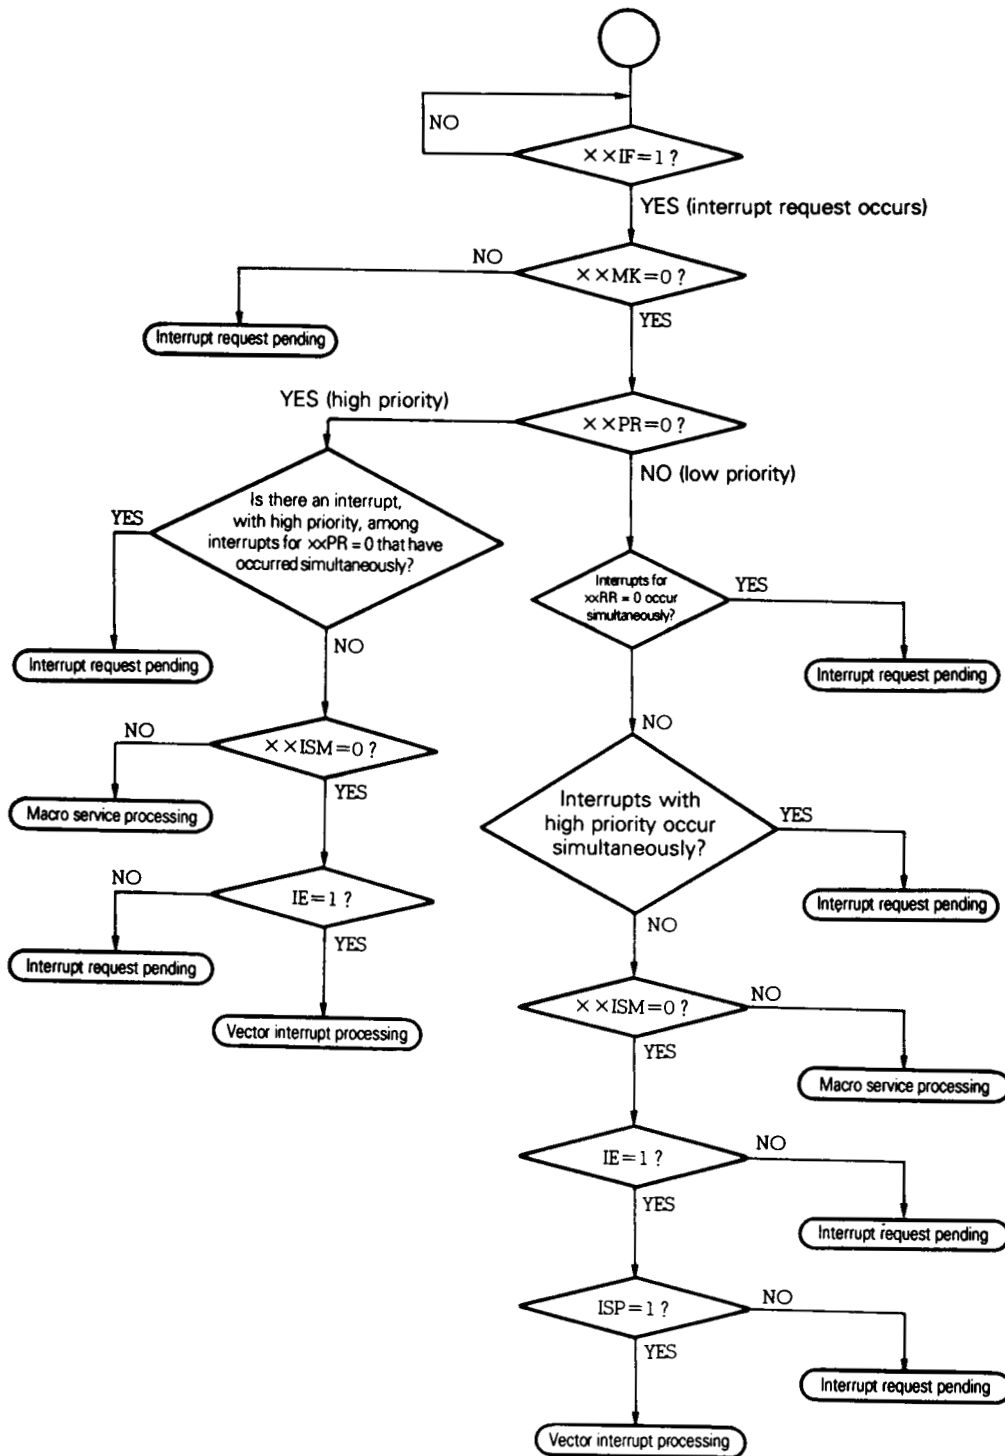 NO
××IF=1?
YES (interrupt request occurs)
NO
××MK=0?
Interrupt request pending
YES
YES (high priority)
××PR=0?
NO (low priority)
Is there an interrupt,
with high priority, among
interrupts for xxPR = 0 that have
occurred simultaneously?
YES
Interrupts for
xxRR = 0 occur
simultaneously?
YES
NO
Interrupt request pending
Interrupt request pending
NO
NO
××ISM=0?
YES
Macro service processing
Interrupts with
high priority occur
simultaneously?
YES
NO
IE=1?
YES
Interrupt request pending
Interrupt request pending
NO
Vector interrupt processing
××ISM=0?
NO
YES
Macro service processing
IE=1?
NO
YES
Interrupt request pending
ISP=1?
NO
YES
Interrupt request pending
Vector interrupt processing